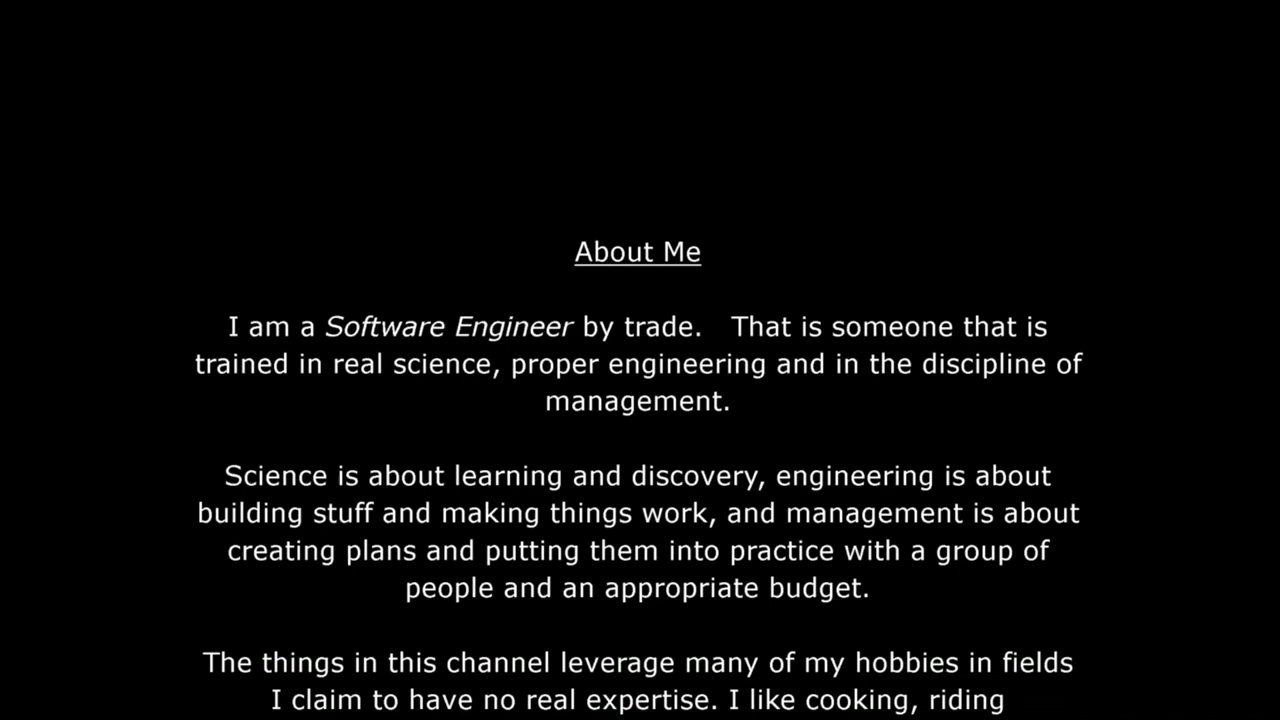 About Me
I am a Software Engineer by trade.   That is someone that is
trained in real science, proper engineering and in the discipline of
management.
Science is about learning and discovery, engineering is about
building stuff and making things work, and management is about
creating plans and putting them into practice with a group of
people and an appropriate budget.
The things in this channel leverage many of my hobbies in fields
I claim to have no real expertise. I like cooking, riding